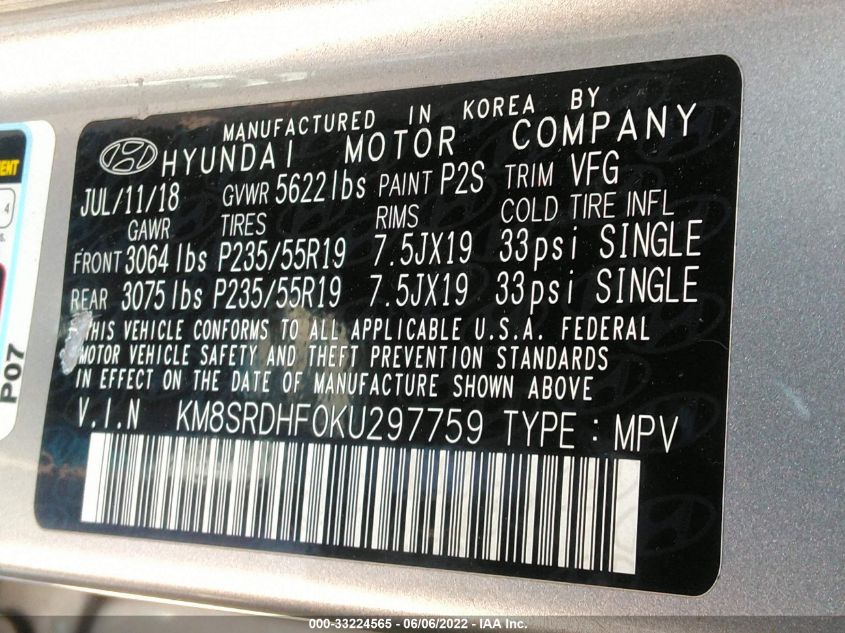 MANUFACTURED IN KOREA BY
HYUNDAI MOTOR COMPANY
JUL/11/18 GVWR 5622lbs PAINT P2S TRIM VFG
GAWR TIRES RIMS COLD TIRE INFL
FRONT 3064lbs P235/55R19 7.5JX19 33psi SINGLE
REAR 3075lbs P235/55R19 7.5JX19 33psi SINGLE
THIS VEHICLE CONFORMS TO ALL APPLICABLE U.S.A. FEDERAL
MOTOR VEHICLE SAFETY AND THEFT PREVENTION STANDARDS
IN EFFECT ON THE DATE OF MANUFACTURE SHOWN ABOVE
V.I.N KM8SRDHF0KU297759 TYPE : MPV
4
P07
000-33224565 - 06/06/2022 - IAA Inc.